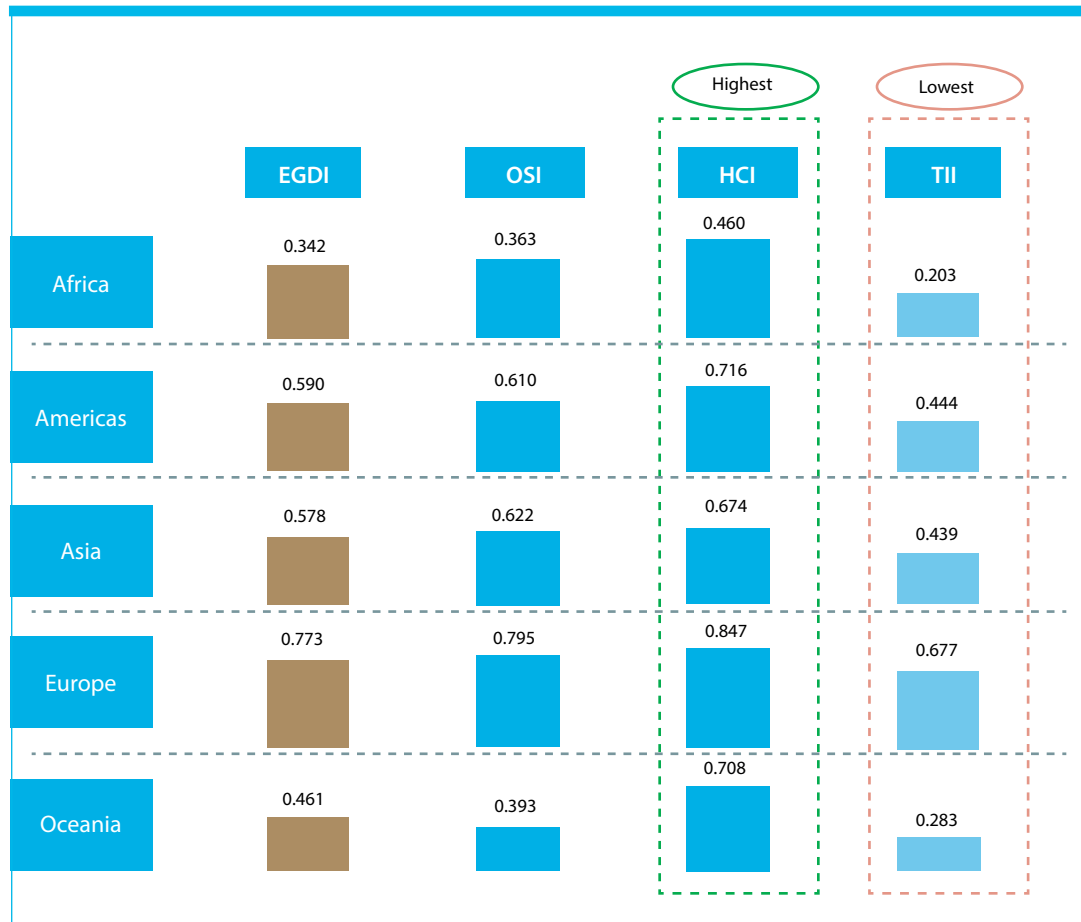 Highest Lowest
EGDI OSI HCI TII
Africa 0.342 0.363 0.460 0.203
Americas 0.590 0.610 0.716 0.444
Asia 0.578 0.622 0.674 0.439
Europe 0.773 0.795 0.847 0.677
Oceania 0.461 0.393 0.708 0.283